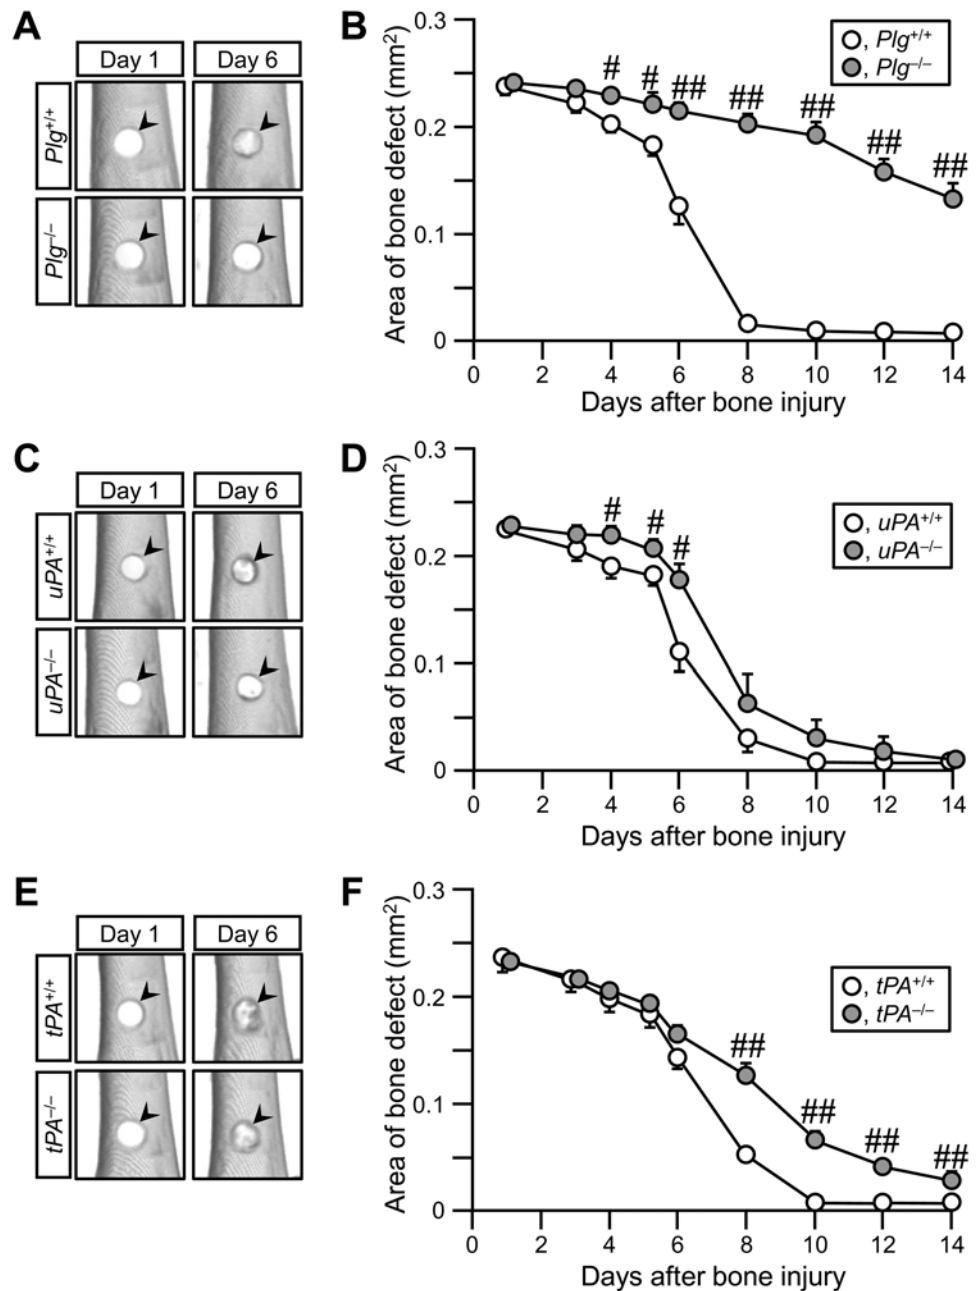 A
Day 1 Day 6
Plg+/+
Plg–/–
B
Area of bone defect (mm2)
0.3
0.2
0.1
0
# # ## ## ## ## ##
, Plg+/+
, Plg–/–
0 2 4 6 8 10 12 14
Days after bone injury
C
Day 1 Day 6
uPA+/+
uPA–/–
D
Area of bone defect (mm2)
0.3
0.2
0.1
0
# # #
, uPA+/+
, uPA–/–
0 2 4 6 8 10 12 14
Days after bone injury
E
Day 1 Day 6
tPA+/+
tPA–/–
F
Area of bone defect (mm2)
0.3
0.2
0.1
0
## ## ## ##
, tPA+/+
, tPA–/–
0 2 4 6 8 10 12 14
Days after bone injury